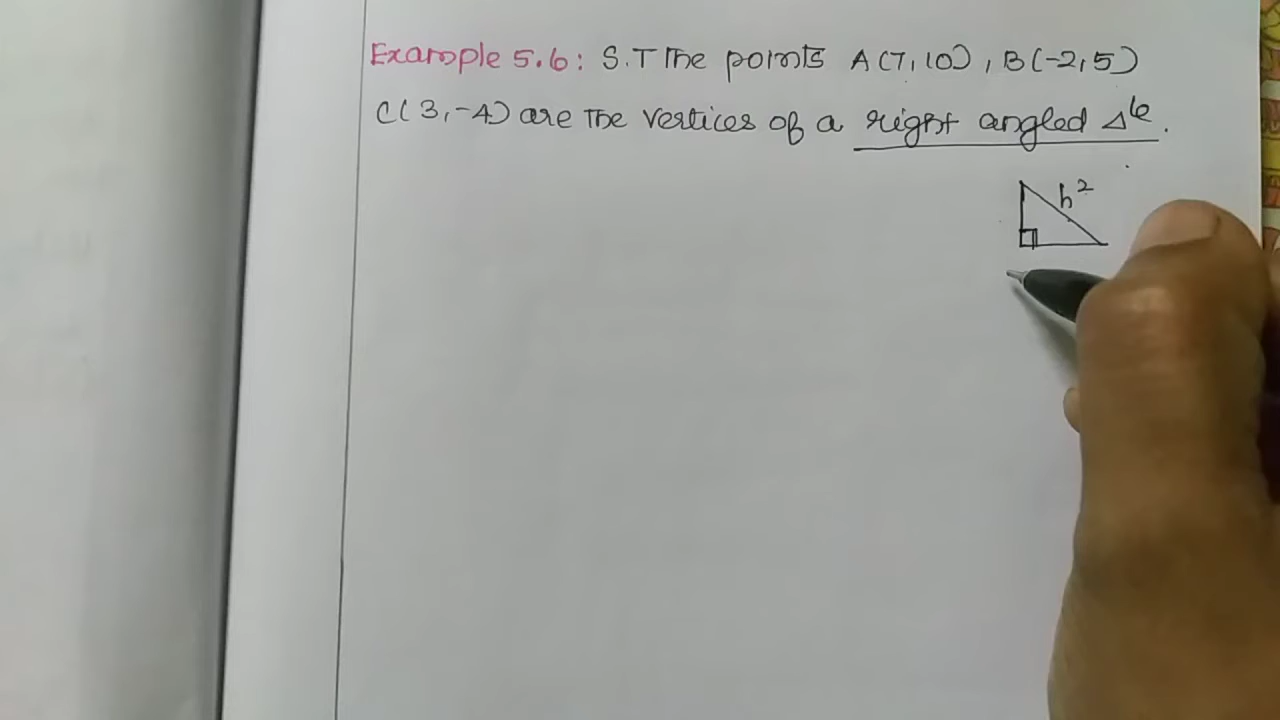 Example 5.6: S.T The points A(7,10), B(-2,5)
C(3,-4) are the vertices of a right angled Δle.
h²